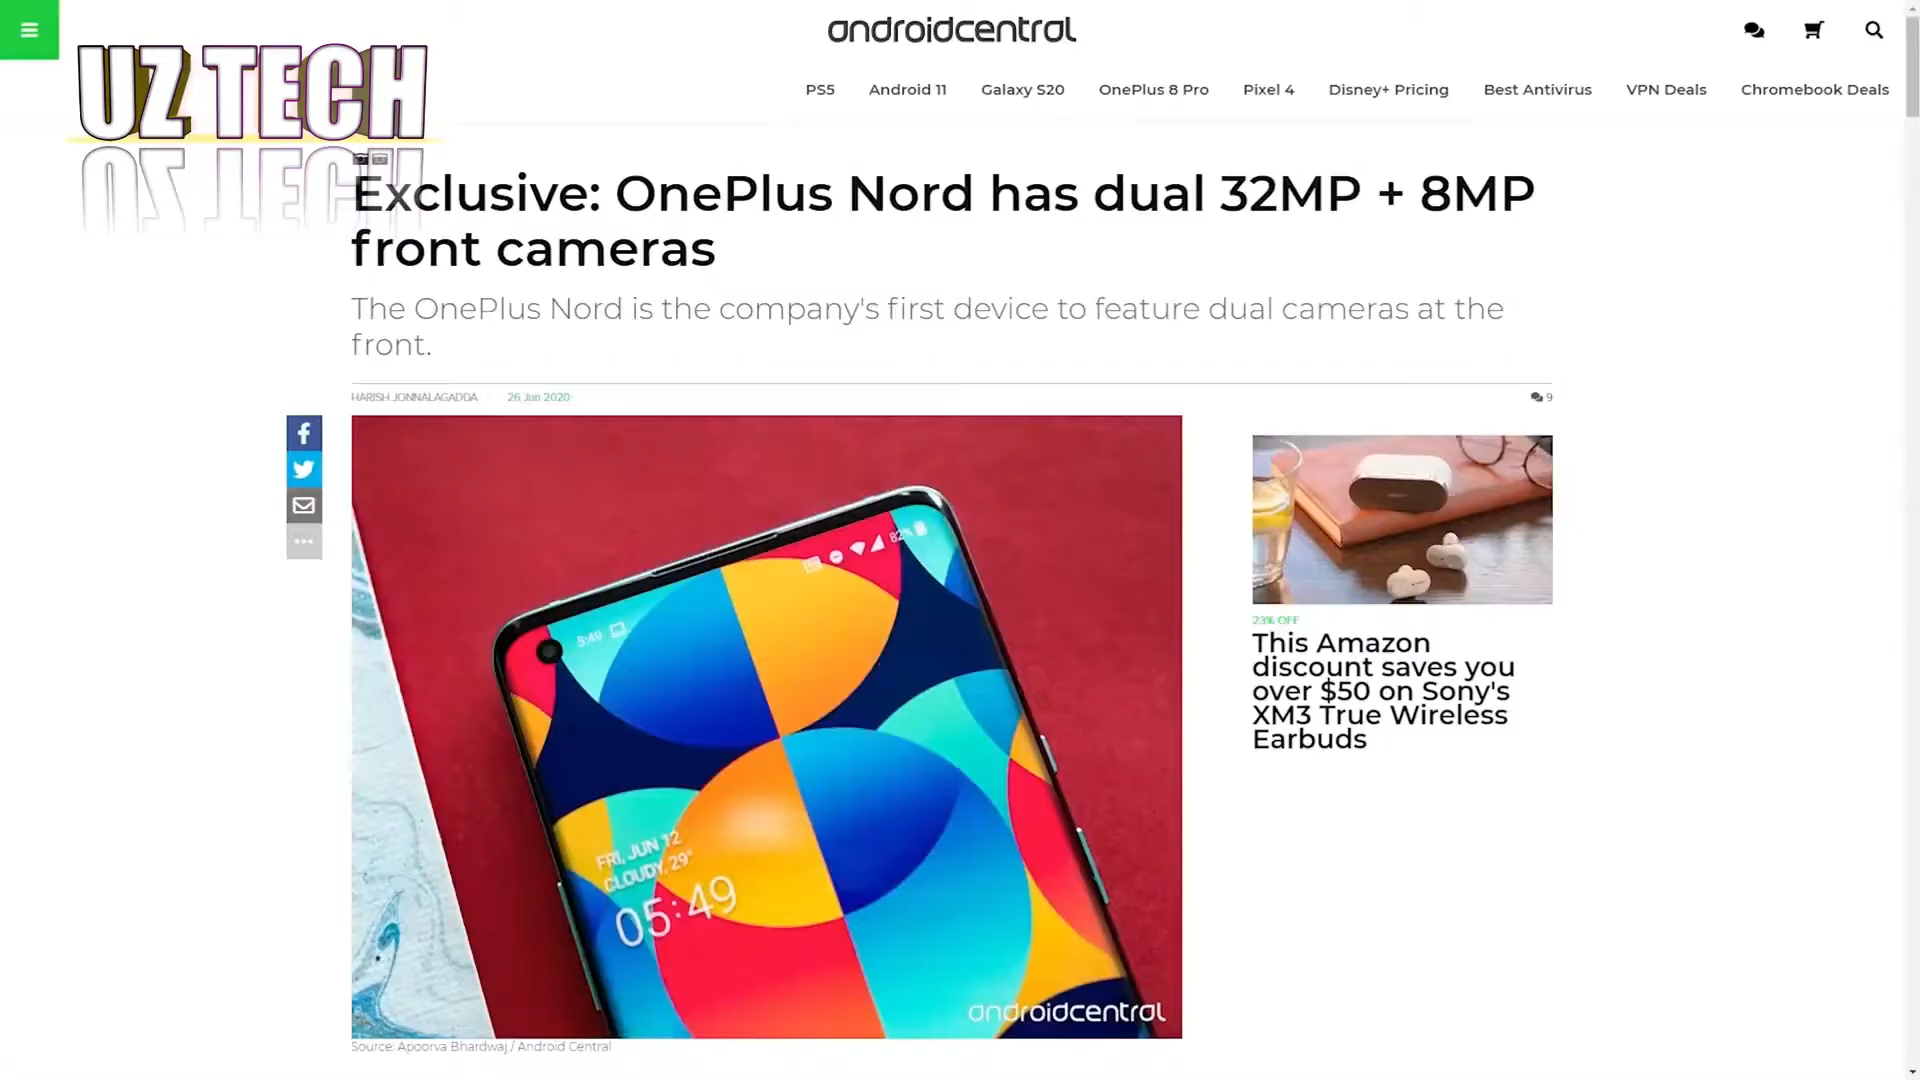 androidcentral
UZ TECH
PS5 Android 11 Galaxy S20 OnePlus 8 Pro Pixel 4 Disney+ Pricing Best Antivirus VPN Deals Chromebook Deals
Exclusive: OnePlus Nord has dual 32MP + 8MP
front cameras
The OnePlus Nord is the company's first device to feature dual cameras at the
front.
HARISH JONNALAGADDA 26 Jun 2020 9
82%
5:49
FRI, JUN 12
CLOUDY, 29°
05:49
androidcentral
Source: Apoorva Bhardwaj / Android Central
23% OFF
This Amazon
discount saves you
over $50 on Sony's
XM3 True Wireless
Earbuds